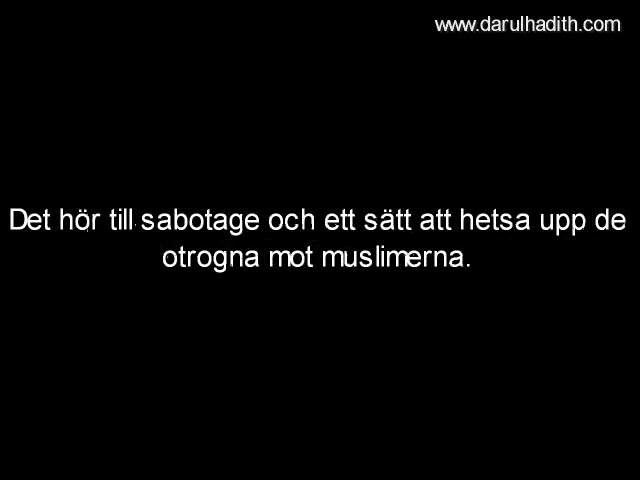 www.darulhadith.com
Det hör till sabotage och ett sätt att hetsa upp de
otrogna mot muslimerna.